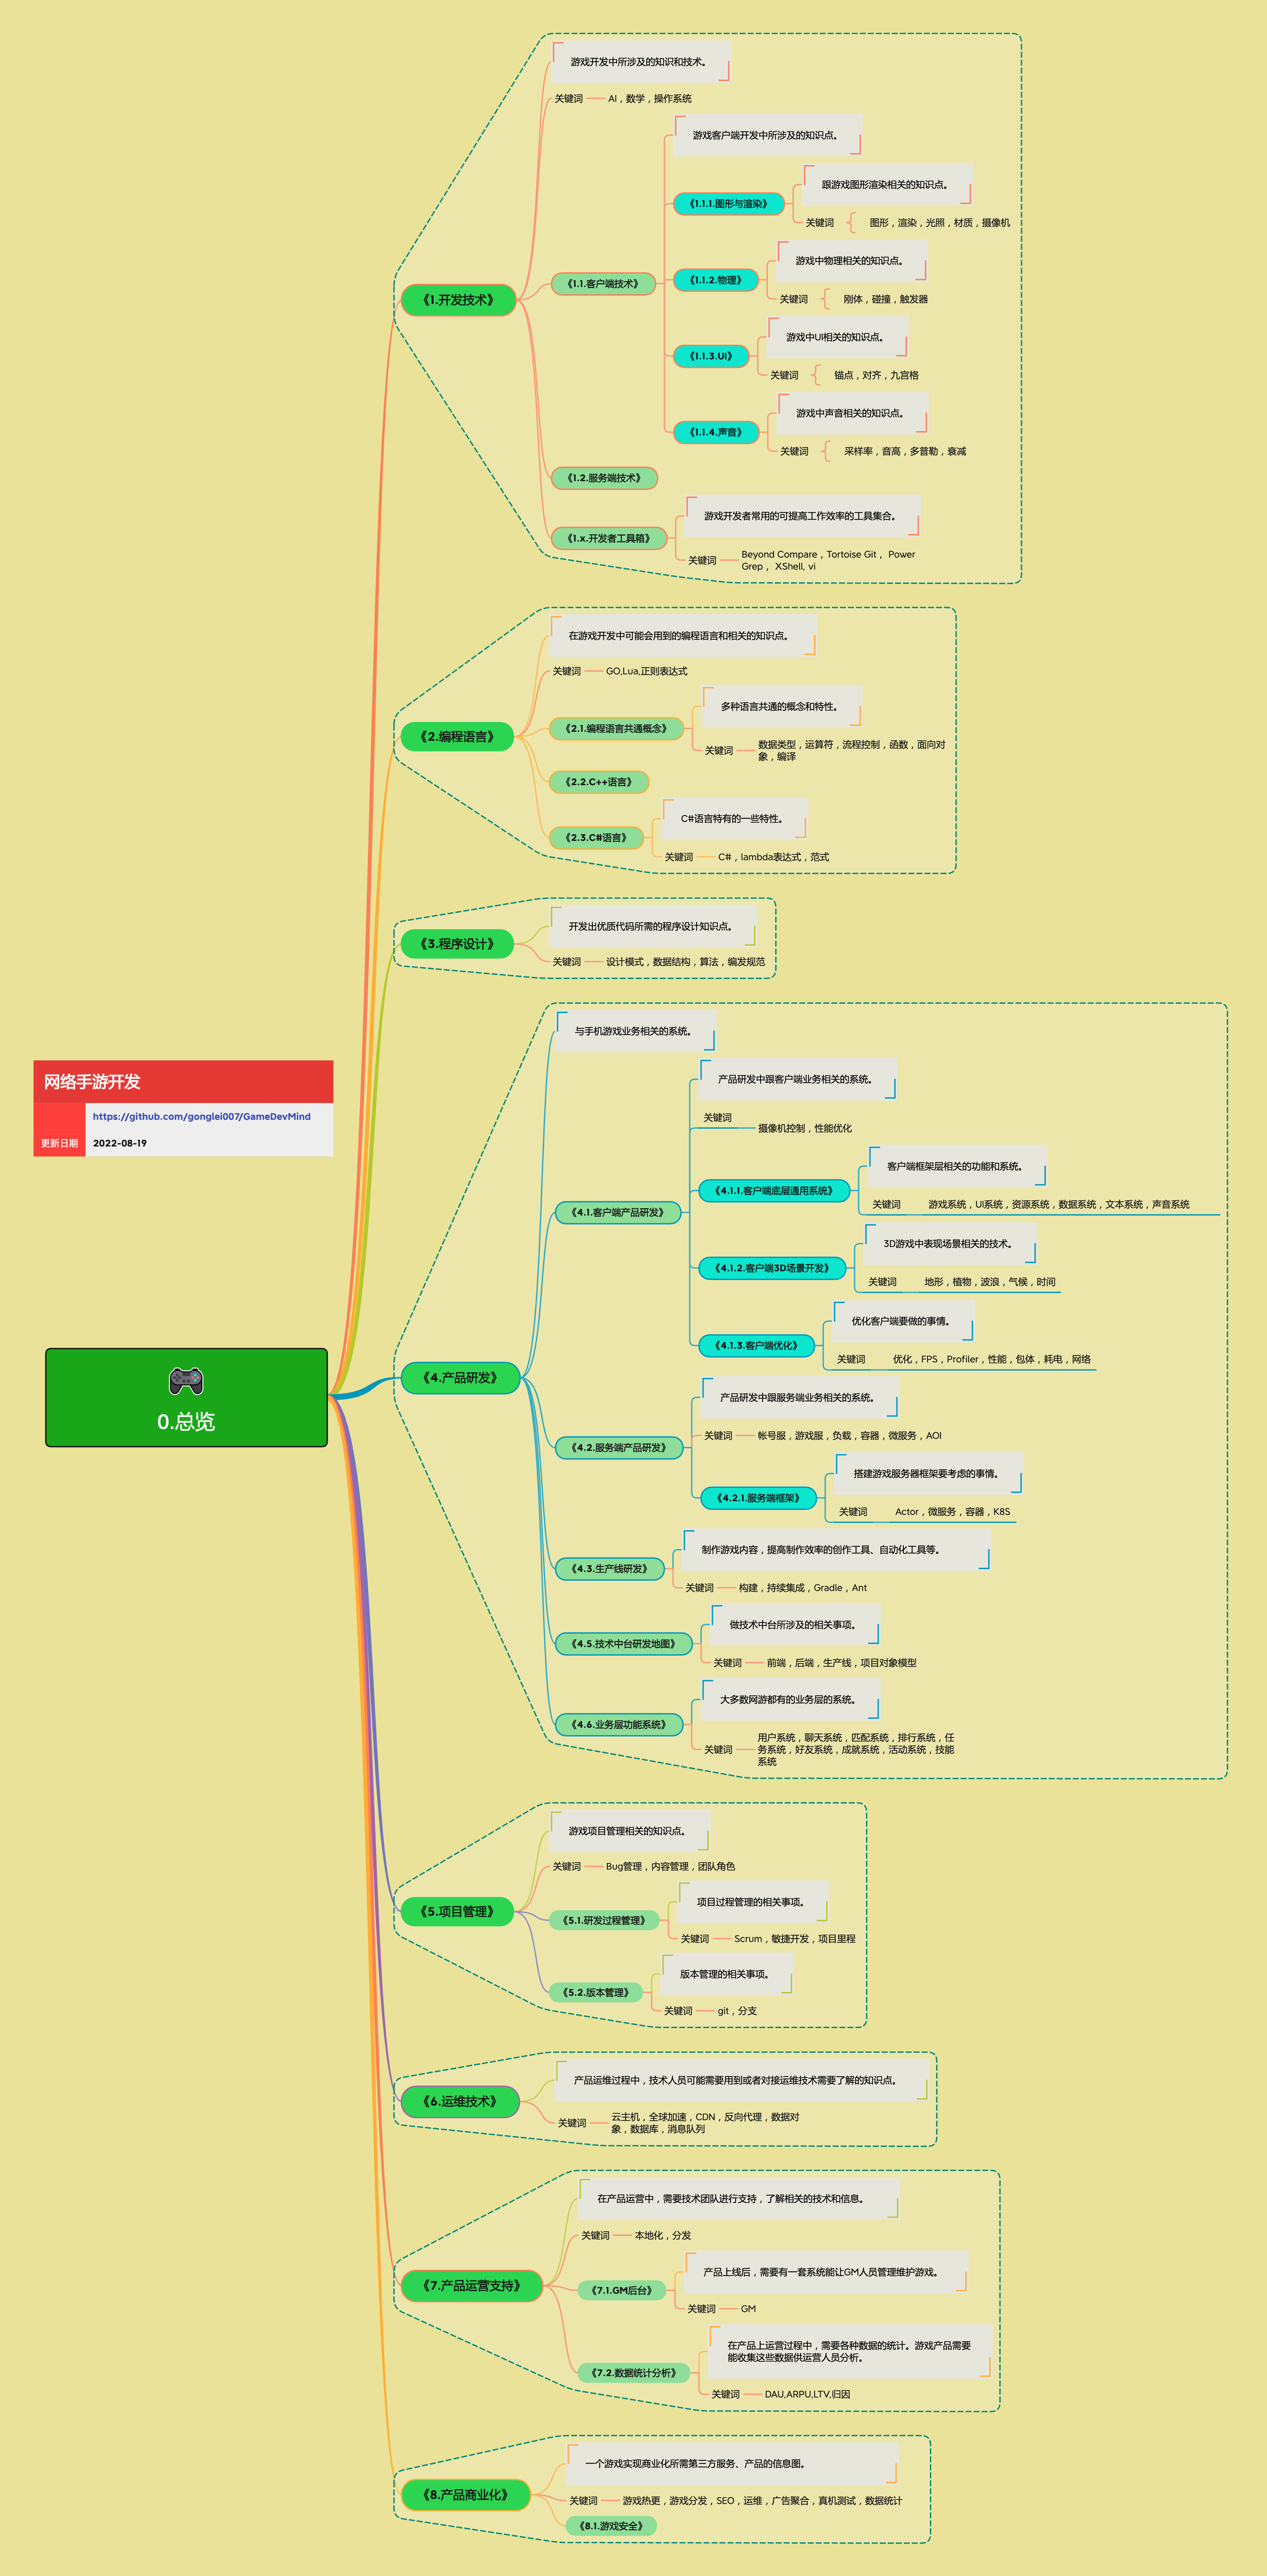 网络手游开发
https://github.com/gonglei007/GameDevMind
更新日期 2022-08-19
0.总览
《1.开发技术》
游戏开发中所涉及的知识和技术。
关键词 AI，数学，操作系统
《1.1.客户端技术》
游戏客户端开发中所涉及的知识点。
《1.1.1.图形与渲染》
跟游戏图形渲染相关的知识点。
关键词 图形，渲染，光照，材质，摄像机
《1.1.2.物理》
游戏中物理相关的知识点。
关键词 刚体，碰撞，触发器
《1.1.3.UI》
游戏中UI相关的知识点。
关键词 锚点，对齐，九宫格
《1.1.4.声音》
游戏中声音相关的知识点。
关键词 采样率，音高，多普勒，衰减
《1.2.服务端技术》
《1.x.开发者工具箱》
游戏开发者常用的可提高工作效率的工具集合。
关键词 Beyond Compare，Tortoise Git， Power
Grep， XShell, vi
《2.编程语言》
在游戏开发中可能会用到的编程语言和相关的知识点。
关键词 GO,Lua,正则表达式
《2.1.编程语言共通概念》
多种语言共通的概念和特性。
关键词 数据类型，运算符，流程控制，函数，面向对
象，编译
《2.2.C++语言》
《2.3.C#语言》
C#语言特有的一些特性。
关键词 C#，lambda表达式，范式
《3.程序设计》
开发出优质代码所需的程序设计知识点。
关键词 设计模式，数据结构，算法，编发规范
《4.产品研发》
与手机游戏业务相关的系统。
《4.1.客户端产品研发》
产品研发中跟客户端业务相关的系统。
关键词
摄像机控制，性能优化
《4.1.1.客户端底层通用系统》
客户端框架层相关的功能和系统。
关键词 游戏系统，UI系统，资源系统，数据系统，文本系统，声音系统
《4.1.2.客户端3D场景开发》
3D游戏中表现场景相关的技术。
关键词 地形，植物，波浪，气候，时间
《4.1.3.客户端优化》
优化客户端要做的事情。
关键词 优化，FPS，Profiler，性能，包体，耗电，网络
《4.2.服务端产品研发》
产品研发中跟服务端业务相关的系统。
关键词 帐号服，游戏服，负载，容器，微服务，AOI
《4.2.1.服务端框架》
搭建游戏服务器框架要考虑的事情。
关键词 Actor，微服务，容器，K8S
《4.3.生产线研发》
制作游戏内容，提高制作效率的创作工具、自动化工具等。
关键词 构建，持续集成，Gradle，Ant
《4.5.技术中台研发地图》
做技术中台所涉及的相关事项。
关键词 前端，后端，生产线，项目对象模型
《4.6.业务层功能系统》
大多数网游都有的业务层的系统。
关键词 用户系统，聊天系统，匹配系统，排行系统，任
务系统，好友系统，成就系统，活动系统，技能
系统
《5.项目管理》
游戏项目管理相关的知识点。
关键词 Bug管理，内容管理，团队角色
《5.1.研发过程管理》
项目过程管理的相关事项。
关键词 Scrum，敏捷开发，项目里程
《5.2.版本管理》
版本管理的相关事项。
关键词 git，分支
《6.运维技术》
产品运维过程中，技术人员可能需要用到或者对接运维技术需要了解的知识点。
关键词 云主机，全球加速，CDN，反向代理，数据对
象，数据库，消息队列
《7.产品运营支持》
在产品运营中，需要技术团队进行支持，了解相关的技术和信息。
关键词 本地化，分发
《7.1.GM后台》
产品上线后，需要有一套系统能让GM人员管理维护游戏。
关键词 GM
《7.2.数据统计分析》
在产品上运营过程中，需要各种数据的统计。游戏产品需要
能收集这些数据供运营人员分析。
关键词 DAU,ARPU,LTV,归因
《8.产品商业化》
一个游戏实现商业化所需第三方服务、产品的信息图。
关键词 游戏热更，游戏分发，SEO，运维，广告聚合，真机测试，数据统计
《8.1.游戏安全》